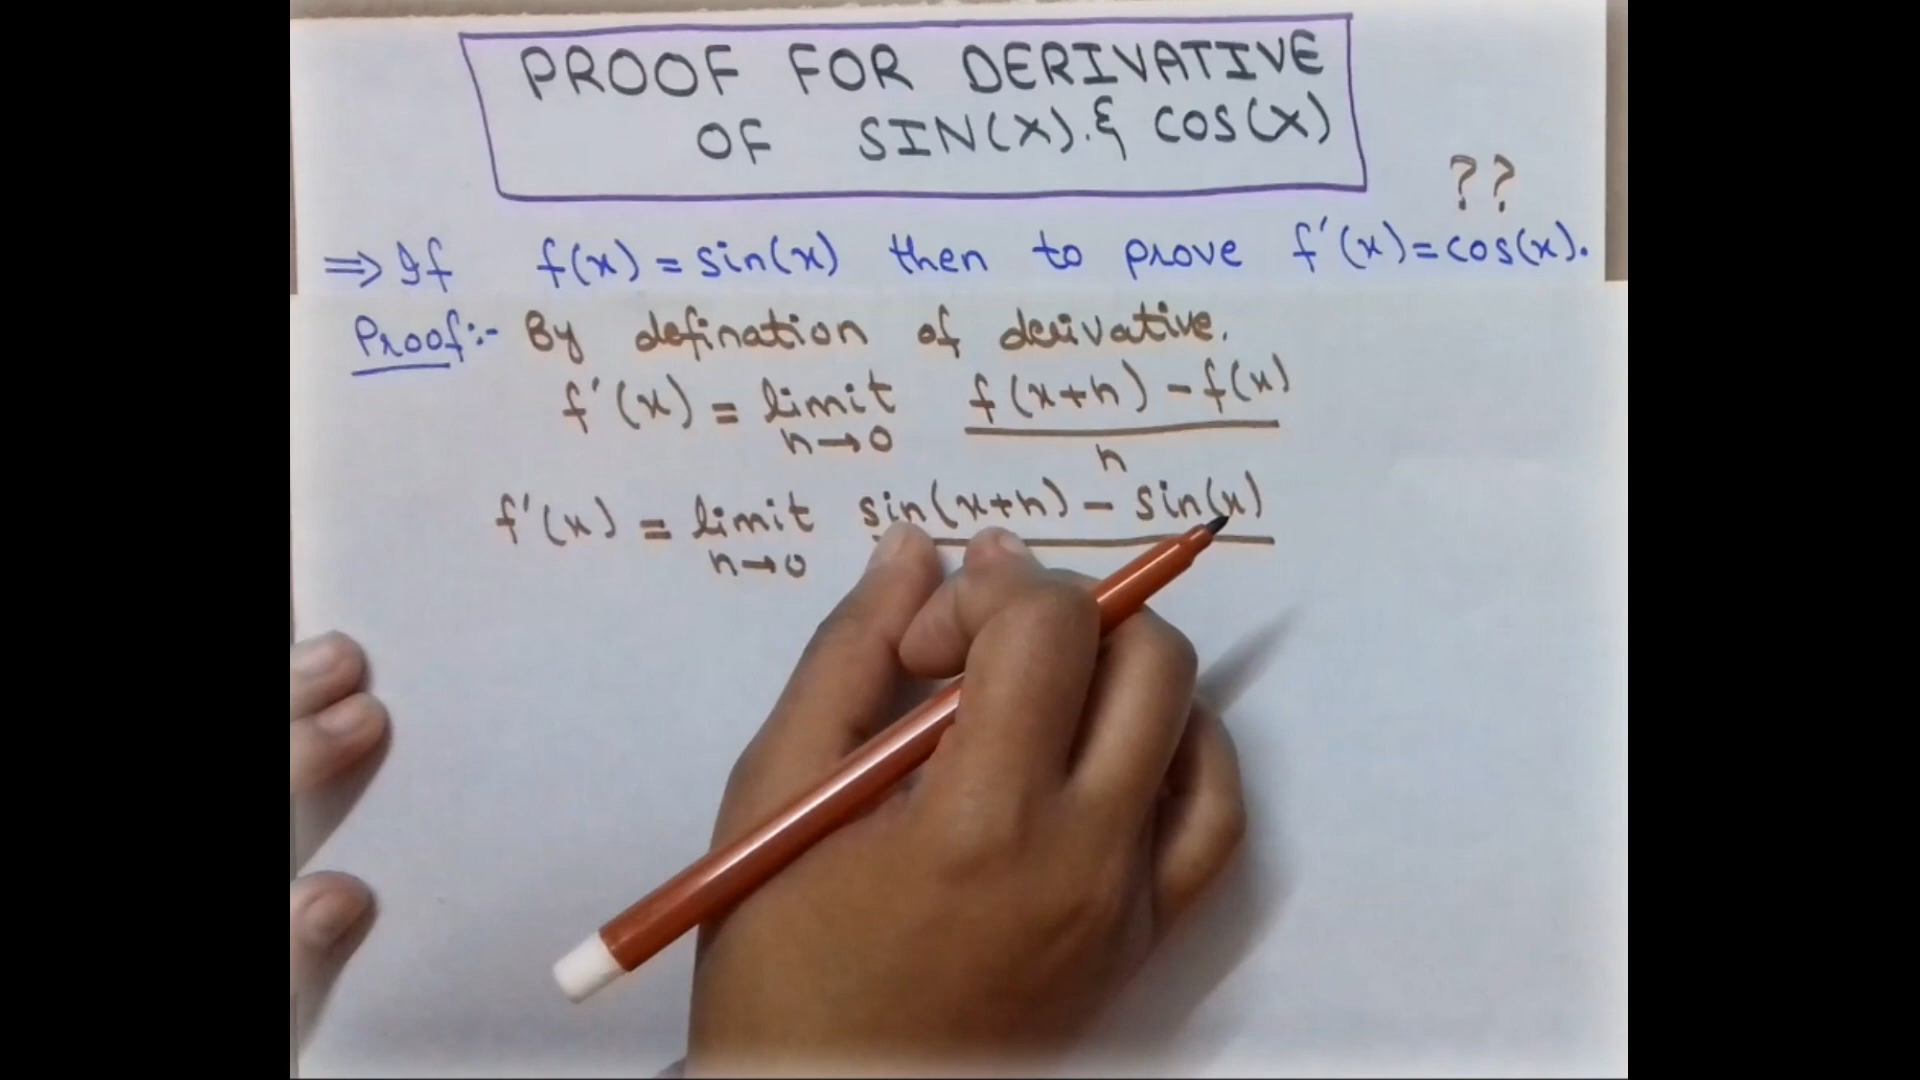 PROOF FOR DERIVATIVE
OF SIN(X).& COS(X)
??
⇒ If f(x) = sin(x) then to prove f'(x) = cos(x).
Proof:- By defination of derivative.
f'(x) = limit f(x+h) - f(x)
h→0 h
f'(x) = limit sin(x+h) - sin(x)
h→0